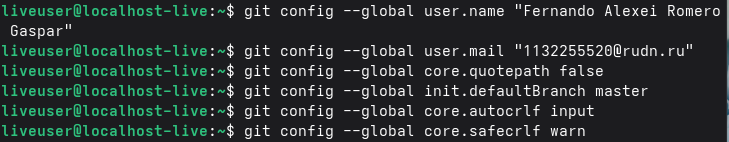 liveuser@localhost-live:~$ git config --global user.name "Fernando Alexei Romero
Gaspar"
liveuser@localhost-live:~$ git config --global user.mail "1132255520@rudn.ru"
liveuser@localhost-live:~$ git config --global core.quotepath false
liveuser@localhost-live:~$ git config --global init.defaultBranch master
liveuser@localhost-live:~$ git config --global core.autocrlf input
liveuser@localhost-live:~$ git config --global core.safecrlf warn